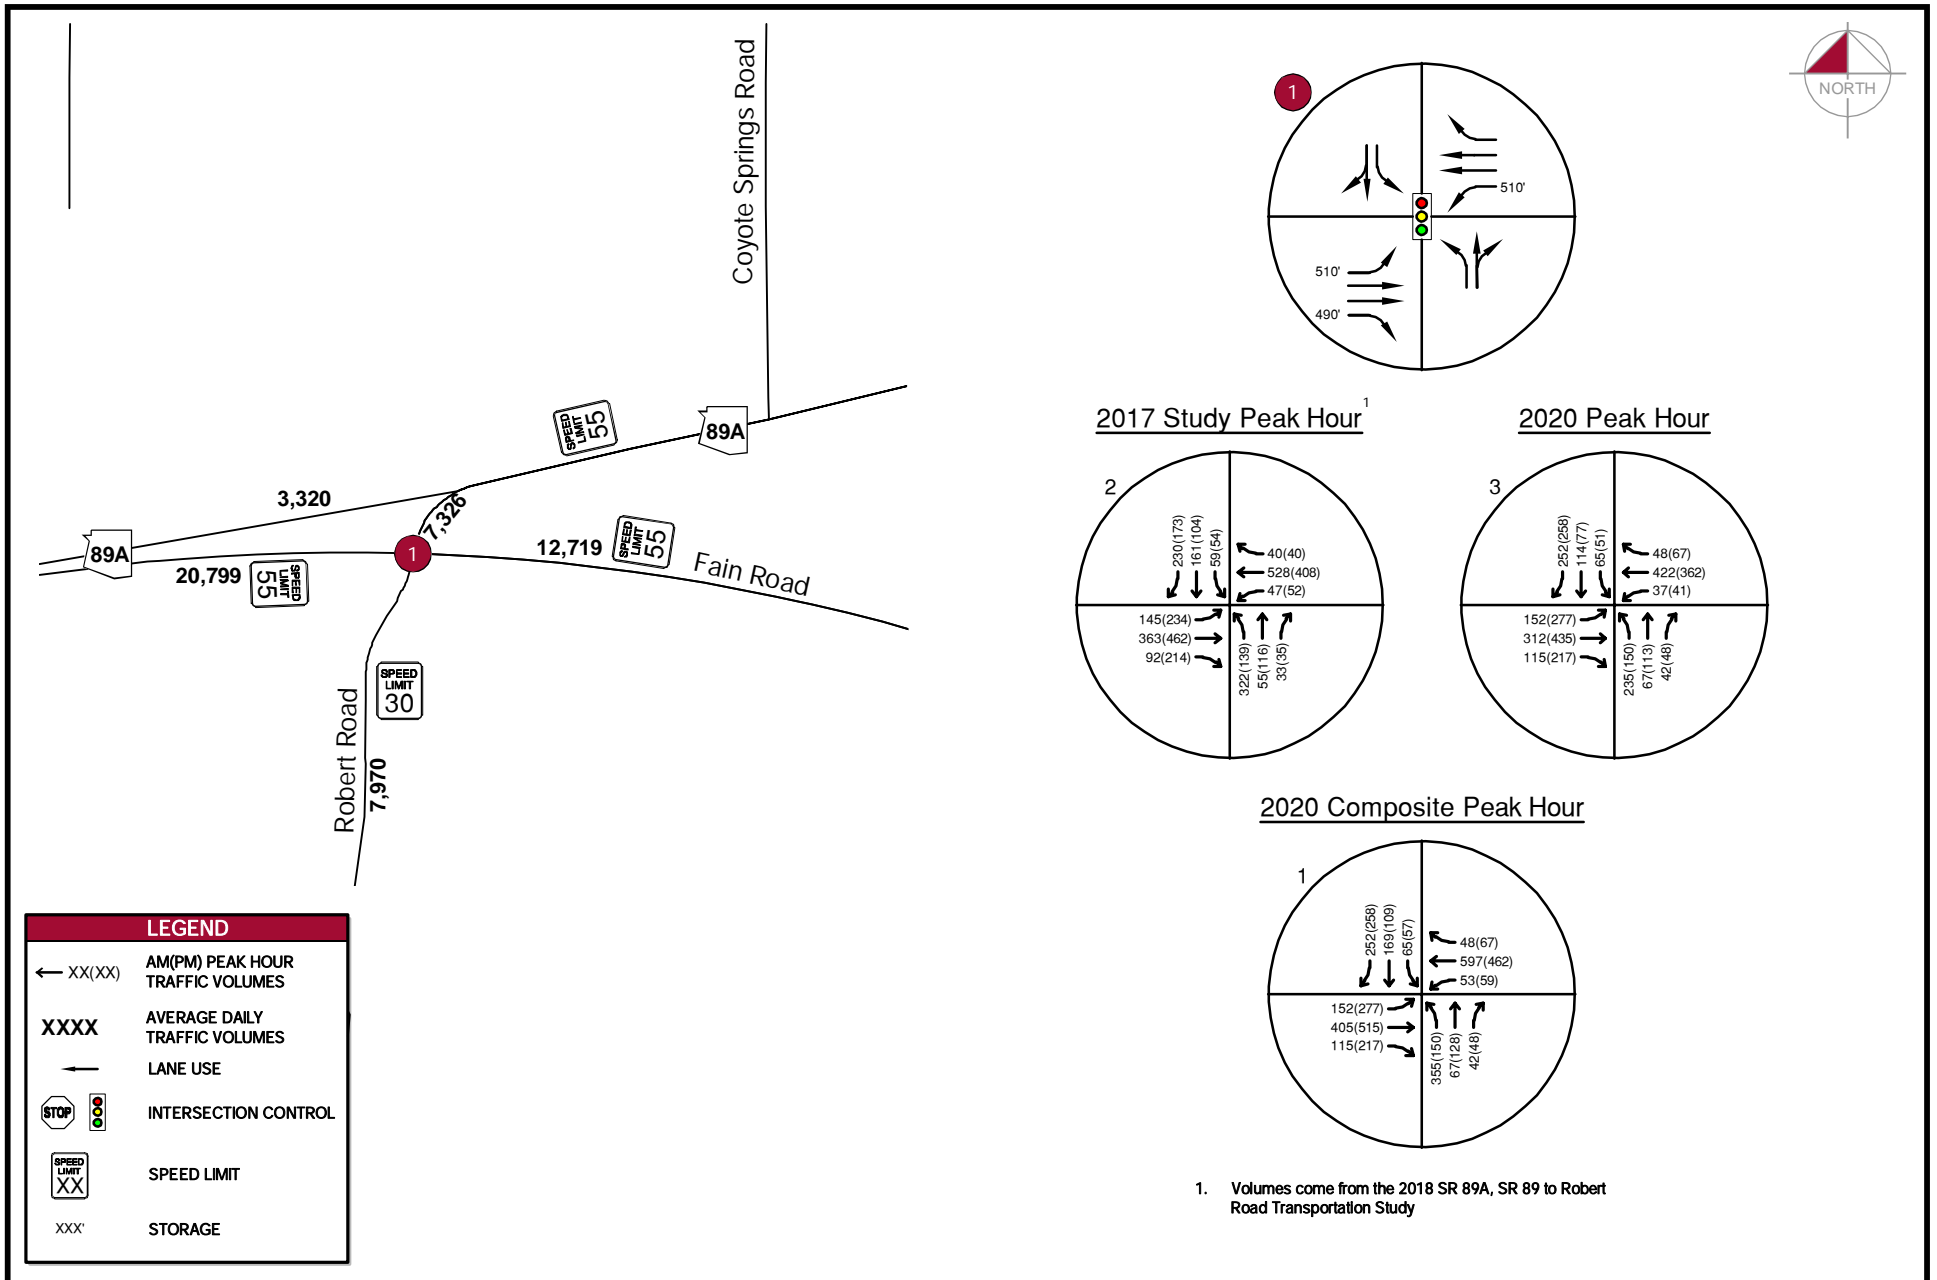 NORTH
Coyote Springs Road
1
510'
510'
490'
SPEED
LIMIT
55
89A
3,320
7,326
89A
1
12,719
SPEED
LIMIT
55
Fain Road
20,799
SPEED
LIMIT
55
SPEED
LIMIT
30
Robert Road
7,970
2017 Study Peak Hour 1
2
230(173)
161(104)
59(54)
40(40)
528(408)
47(52)
145(234)
363(462)
92(214)
322(139)
55(116)
33(35)
2020 Peak Hour
3
252(258)
114(77)
65(51)
48(67)
422(362)
37(41)
152(277)
312(435)
115(217)
235(150)
67(113)
42(48)
2020 Composite Peak Hour
1
252(258)
169(109)
65(57)
48(67)
597(462)
53(59)
152(277)
405(515)
115(217)
355(150)
67(128)
42(48)
1. Volumes come from the 2018 SR 89A, SR 89 to Robert
Road Transportation Study
LEGEND
XX(XX) AM(PM) PEAK HOUR
TRAFFIC VOLUMES
XXXX AVERAGE DAILY
TRAFFIC VOLUMES
LANE USE
STOP INTERSECTION CONTROL
SPEED
LIMIT
XX SPEED LIMIT
XXX' STORAGE